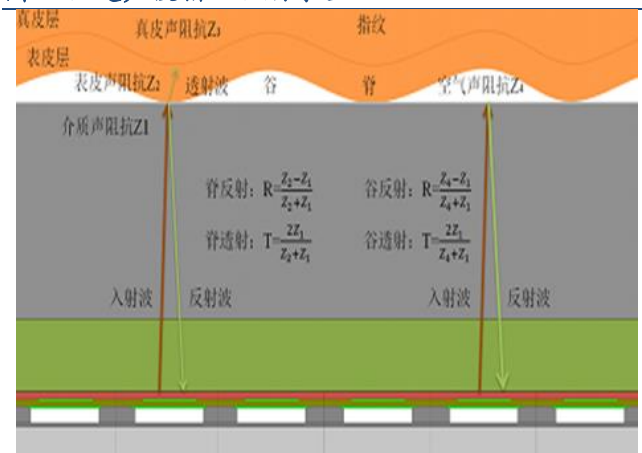 真皮层
真皮声阻抗Z₃
指纹
表皮层
表皮声阻抗Z₂
透射波
谷
脊
空气声阻抗Z₄
介质声阻抗Z1
脊反射：R=(Z₂−Z₁)/(Z₂+Z₁)
谷反射：R=(Z₄−Z₁)/(Z₄+Z₁)
脊透射：T=2Z₁/(Z₂+Z₁)
谷透射：T=2Z₁/(Z₄+Z₁)
入射波
反射波
入射波
反射波